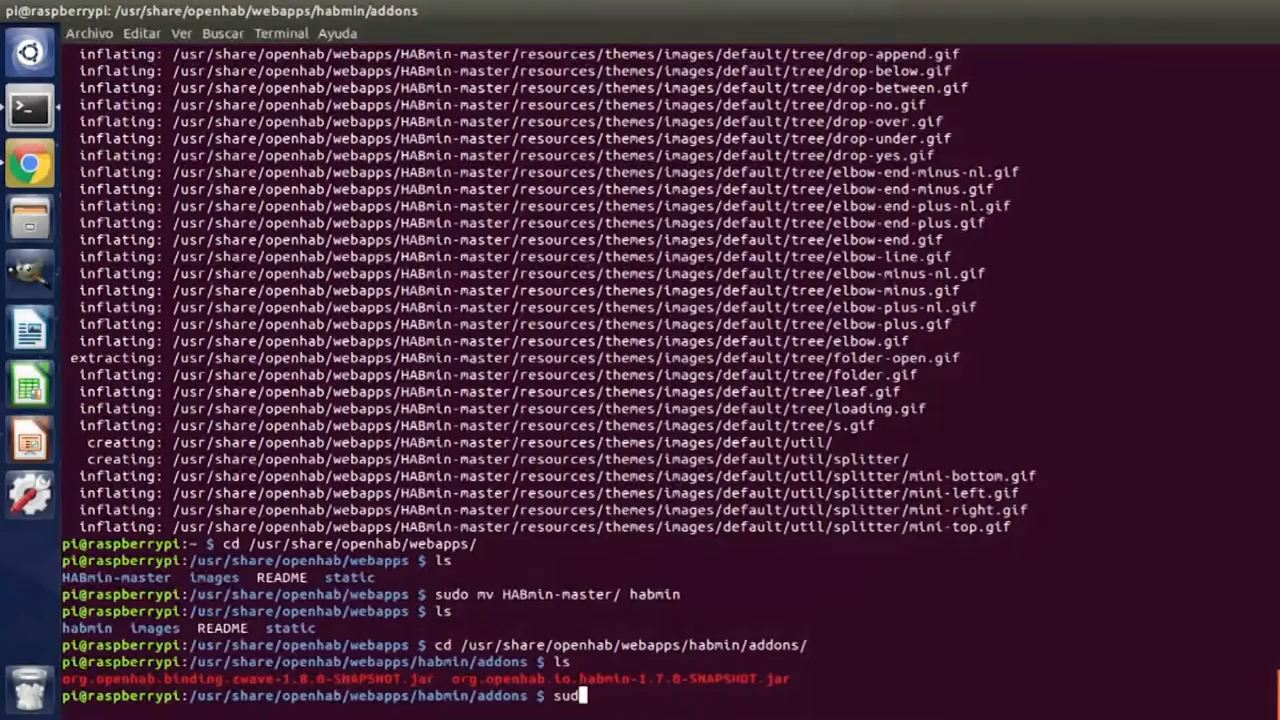 pi@raspberrypi: /usr/share/openhab/webapps/habmin/addons
Archivo Editar Ver Buscar Terminal Ayuda
inflating: /usr/share/openhab/webapps/HABmin-master/resources/themes/images/default/tree/drop-append.gif
inflating: /usr/share/openhab/webapps/HABmin-master/resources/themes/images/default/tree/drop-below.gif
inflating: /usr/share/openhab/webapps/HABmin-master/resources/themes/images/default/tree/drop-between.gif
inflating: /usr/share/openhab/webapps/HABmin-master/resources/themes/images/default/tree/drop-no.gif
inflating: /usr/share/openhab/webapps/HABmin-master/resources/themes/images/default/tree/drop-over.gif
inflating: /usr/share/openhab/webapps/HABmin-master/resources/themes/images/default/tree/drop-under.gif
inflating: /usr/share/openhab/webapps/HABmin-master/resources/themes/images/default/tree/drop-yes.gif
inflating: /usr/share/openhab/webapps/HABmin-master/resources/themes/images/default/tree/elbow-end-minus-nl.gif
inflating: /usr/share/openhab/webapps/HABmin-master/resources/themes/images/default/tree/elbow-end-minus.gif
inflating: /usr/share/openhab/webapps/HABmin-master/resources/themes/images/default/tree/elbow-end-plus-nl.gif
inflating: /usr/share/openhab/webapps/HABmin-master/resources/themes/images/default/tree/elbow-end-plus.gif
inflating: /usr/share/openhab/webapps/HABmin-master/resources/themes/images/default/tree/elbow-end.gif
inflating: /usr/share/openhab/webapps/HABmin-master/resources/themes/images/default/tree/elbow-line.gif
inflating: /usr/share/openhab/webapps/HABmin-master/resources/themes/images/default/tree/elbow-minus-nl.gif
inflating: /usr/share/openhab/webapps/HABmin-master/resources/themes/images/default/tree/elbow-minus.gif
inflating: /usr/share/openhab/webapps/HABmin-master/resources/themes/images/default/tree/elbow-plus-nl.gif
inflating: /usr/share/openhab/webapps/HABmin-master/resources/themes/images/default/tree/elbow-plus.gif
inflating: /usr/share/openhab/webapps/HABmin-master/resources/themes/images/default/tree/elbow.gif
extracting: /usr/share/openhab/webapps/HABmin-master/resources/themes/images/default/tree/folder-open.gif
inflating: /usr/share/openhab/webapps/HABmin-master/resources/themes/images/default/tree/folder.gif
inflating: /usr/share/openhab/webapps/HABmin-master/resources/themes/images/default/tree/leaf.gif
inflating: /usr/share/openhab/webapps/HABmin-master/resources/themes/images/default/tree/loading.gif
inflating: /usr/share/openhab/webapps/HABmin-master/resources/themes/images/default/tree/s.gif
creating: /usr/share/openhab/webapps/HABmin-master/resources/themes/images/default/util/
creating: /usr/share/openhab/webapps/HABmin-master/resources/themes/images/default/util/splitter/
inflating: /usr/share/openhab/webapps/HABmin-master/resources/themes/images/default/util/splitter/mini-bottom.gif
inflating: /usr/share/openhab/webapps/HABmin-master/resources/themes/images/default/util/splitter/mini-left.gif
inflating: /usr/share/openhab/webapps/HABmin-master/resources/themes/images/default/util/splitter/mini-right.gif
inflating: /usr/share/openhab/webapps/HABmin-master/resources/themes/images/default/util/splitter/mini-top.gif
pi@raspberrypi:~ $ cd /usr/share/openhab/webapps/
pi@raspberrypi:/usr/share/openhab/webapps $ ls
HABmin-master images README static
pi@raspberrypi:/usr/share/openhab/webapps $ sudo mv HABmin-master/ habmin
pi@raspberrypi:/usr/share/openhab/webapps $ ls
habmin images README static
pi@raspberrypi:/usr/share/openhab/webapps $ cd /usr/share/openhab/webapps/habmin/addons/
pi@raspberrypi:/usr/share/openhab/webapps/habmin/addons $ ls
org.openhab.binding.zwave-1.8.0-SNAPSHOT.jar org.openhab.io.habmin-1.7.0-SNAPSHOT.jar
pi@raspberrypi:/usr/share/openhab/webapps/habmin/addons $ sud